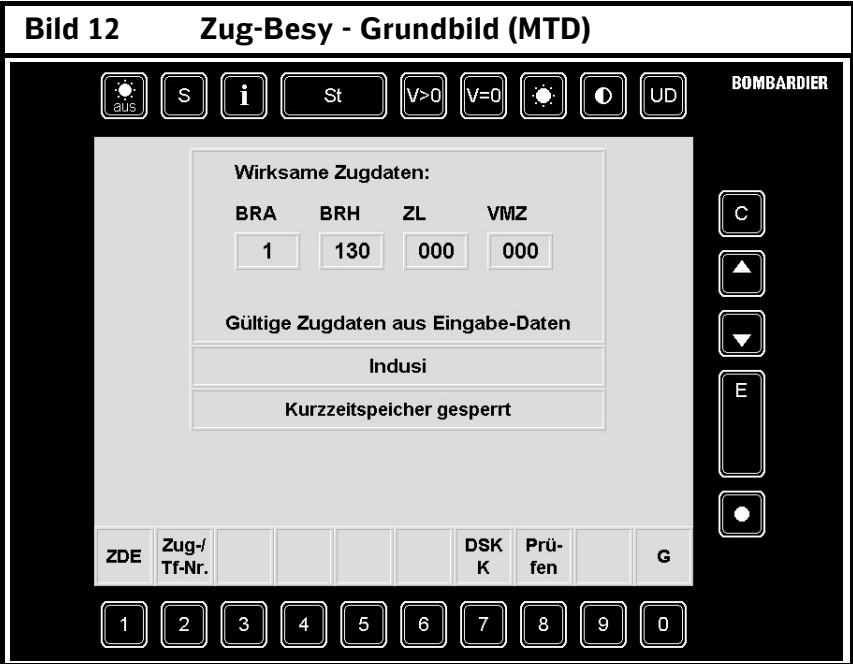 Bild 12 Zug-Besy - Grundbild (MTD)
BOMBARDIER
aus S i St V>0 V=0 UD
Wirksame Zugdaten:
BRA BRH ZL VMZ
1 130 000 000
C
Gültige Zugdaten aus Eingabe-Daten
Indusi
E
Kurzzeitspeicher gesperrt
ZDE Zug-/ DSK Prü- G
Tf-Nr. K fen
1 2 3 4 5 6 7 8 9 0